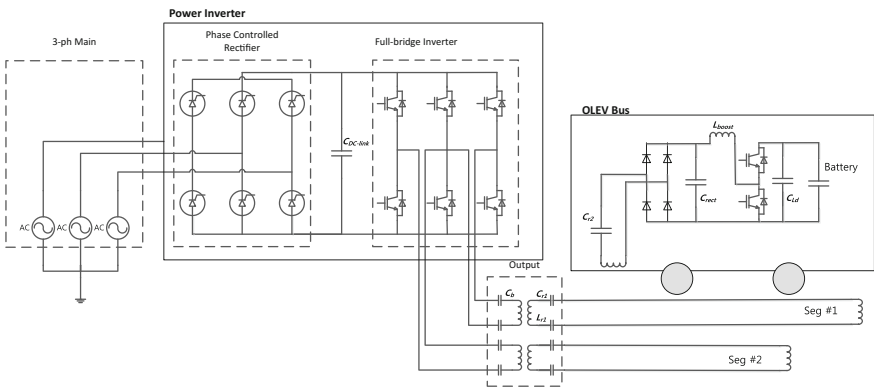 Power Inverter
3-ph Main
Phase Controlled
Rectifier
Full-bridge Inverter
C_DC-link
AC
AC
AC
OLEV Bus
L_boost
Battery
C_rect
C_Ld
C_r2
Output
C_b
C_r1
L_r1
Seg #1
Seg #2